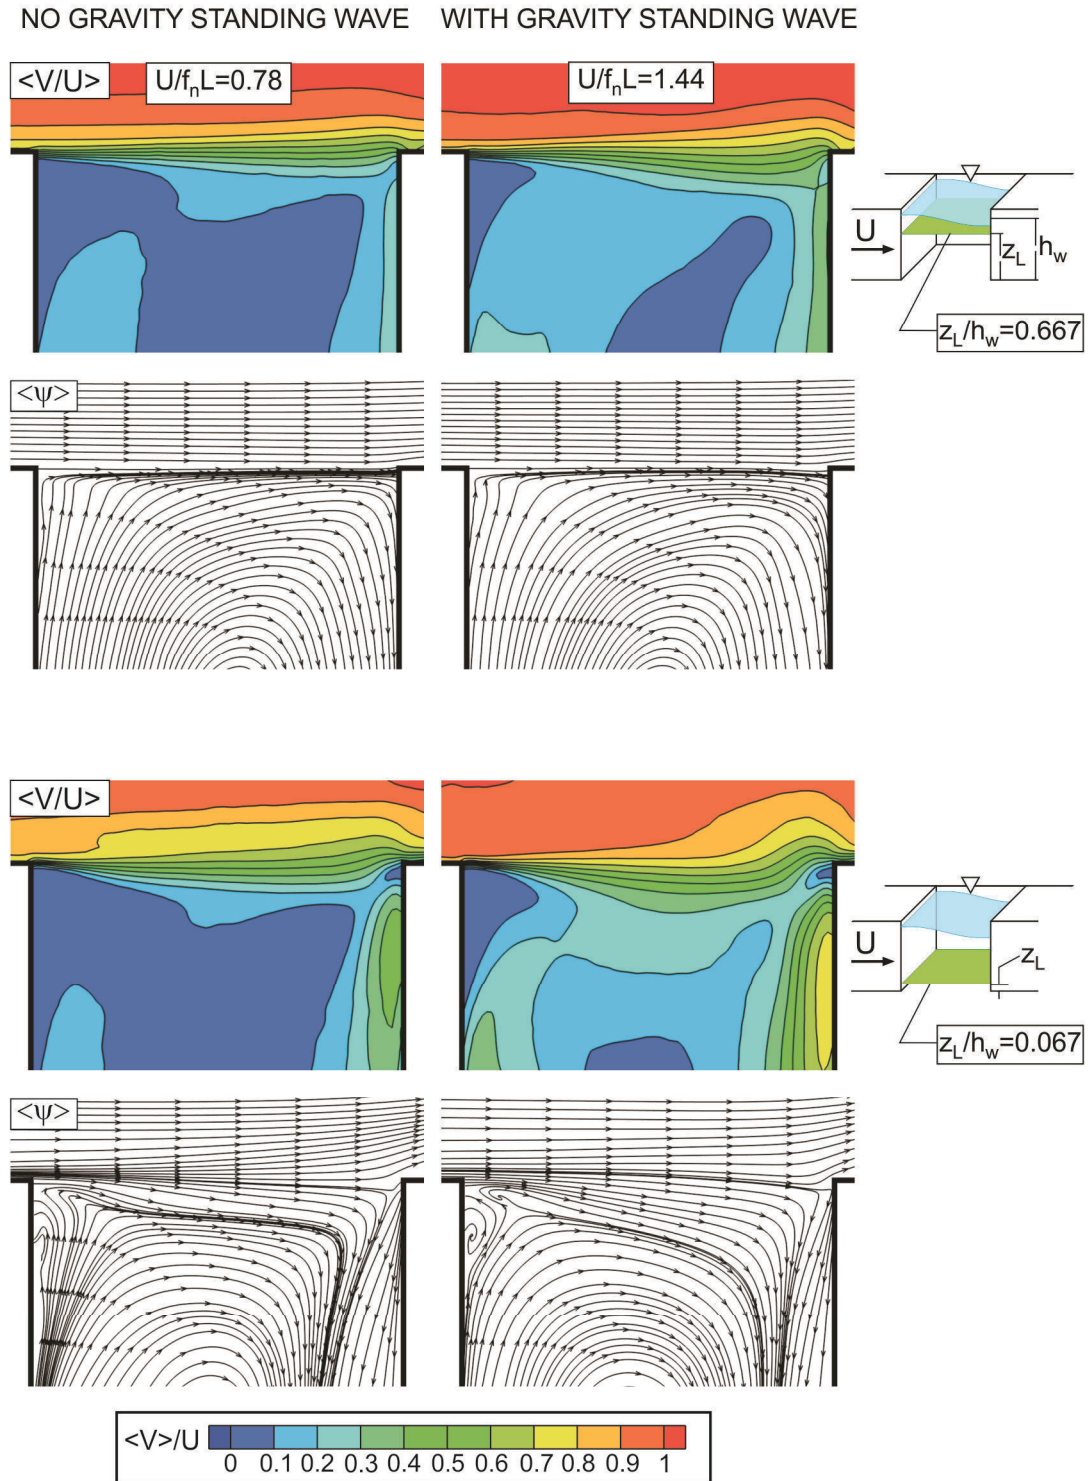 NO GRAVITY STANDING WAVE
WITH GRAVITY STANDING WAVE
<V/U>
U/fnL=0.78
U/fnL=1.44
U
zL
hw
zL/hw=0.667
<ψ>
<V/U>
U
zL
zL/hw=0.067
<ψ>
<V>/U
0 0.1 0.2 0.3 0.4 0.5 0.6 0.7 0.8 0.9 1